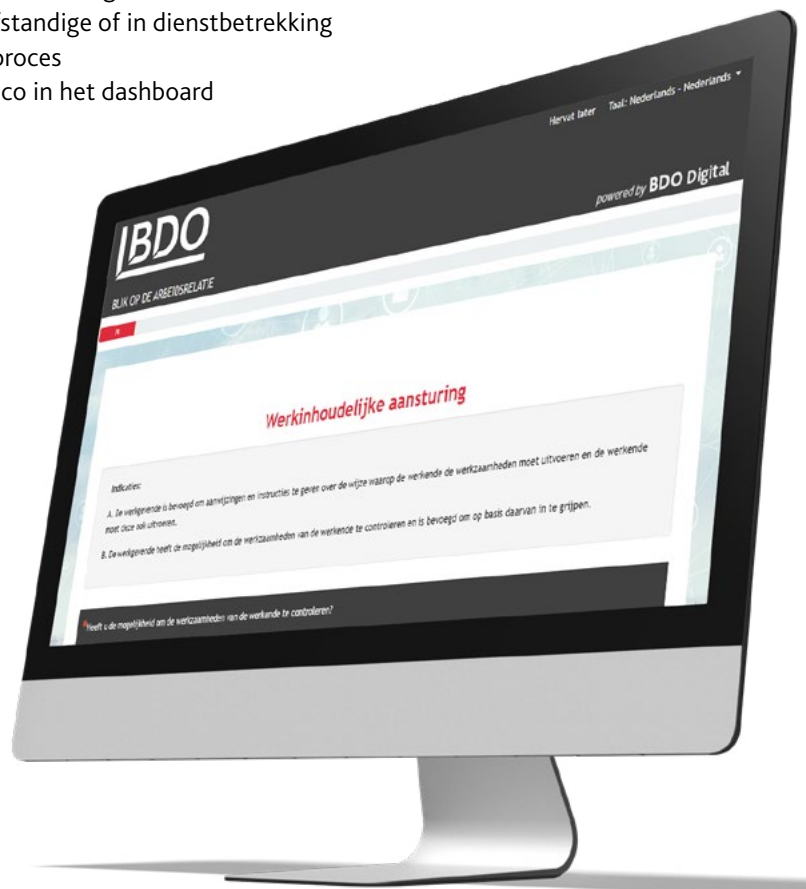 standige of in dienstbetrekking
proces
co in het dashboard
Hervat later Taal: Nederlands - Nederlands
BDO
powered by BDO Digital
BLIK OP DE ARBEIDSRELATIE
Werkinhoudelijke aansturing
Indicaties:
A. De werkgevende is bevoegd om aanwijzingen en instructies te geven over de wijze waarop de werkende de werkzaamheden moet uitvoeren en de werkende
moet deze ook uitvoeren.
B. De werkgevende heeft de mogelijkheid om de werkzaamheden van de werkende te controleren en is bevoegd om op basis daarvan in te grijpen.
*Heeft u de mogelijkheid om de werkzaamheden van de werkende te controleren?